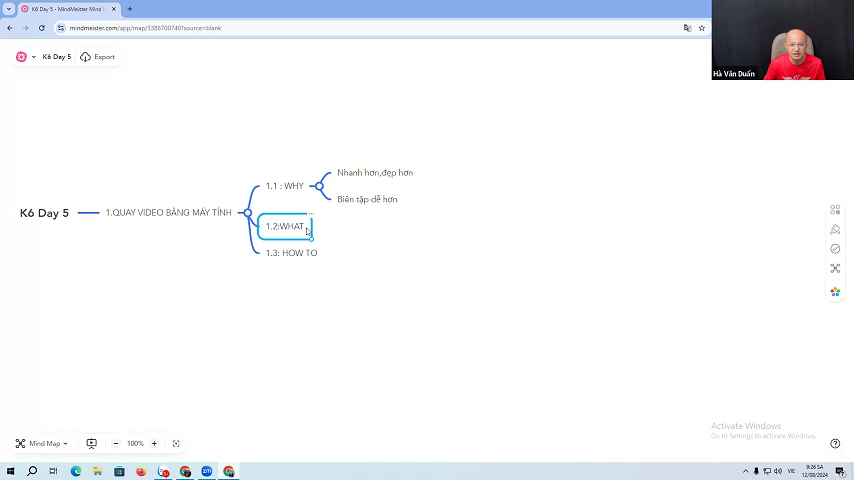 K6 Day 5 - MindMeister Mind
mindmeister.com/app/map/3386700740?source=blank
K6 Day 5
Export
Hà Văn Duẩn
Nhanh hơn,đẹp hơn
1.1 : WHY
Biên tập dễ hơn
K6 Day 5
1.QUAY VIDEO BẰNG MÁY TÍNH
1.2:WHAT
1.3: HOW TO
Activate Windows
Go to Settings to activate Windows.
Mind Map
100%
VIE
9:26 SA
12/08/2024